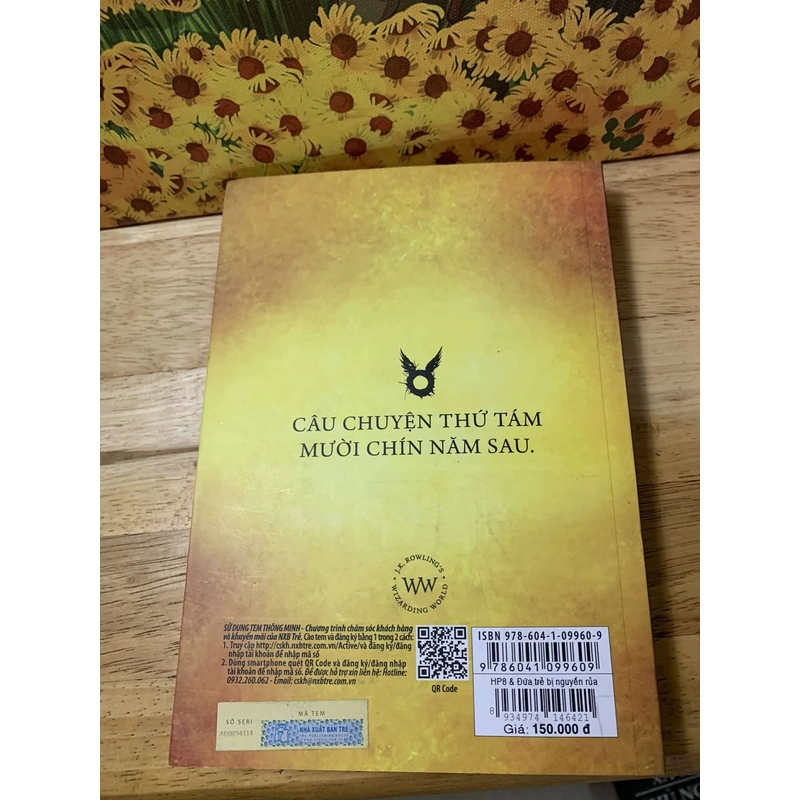 CÂU CHUYỆN THỨ TÁM
MƯỜI CHÍN NĂM SAU.
J.K. ROWLING'S
WW
WIZARDING WORLD
SỬ DỤNG TEM THÔNG MINH - Chương trình chăm sóc khách hàng
và khuyến mãi của NXB Trẻ. Cào tem và đăng ký bằng 1 trong 2 cách:
1. Truy cập http://cskh.nxbtre.com.vn/Active/và đăng ký/đăng
nhập tài khoản để nhập mã số
2. Dùng smartphone quét QR Code và đăng ký/đăng nhập
tài khoản để nhập mã số. Để được hỗ trợ xin liên hệ: Hotline:
0932.260.062 - Email: cskh@nxbtre.com.vn
QR Code
ISBN 978-604-1-09960-9
9 786041 099609
HP8 & Đứa trẻ bị nguyền rủa
8 934974 146421
Giá: 150.000 đ
MÃ TEM
SỐ SERI
NHÀ XUẤT BẢN TRẺ